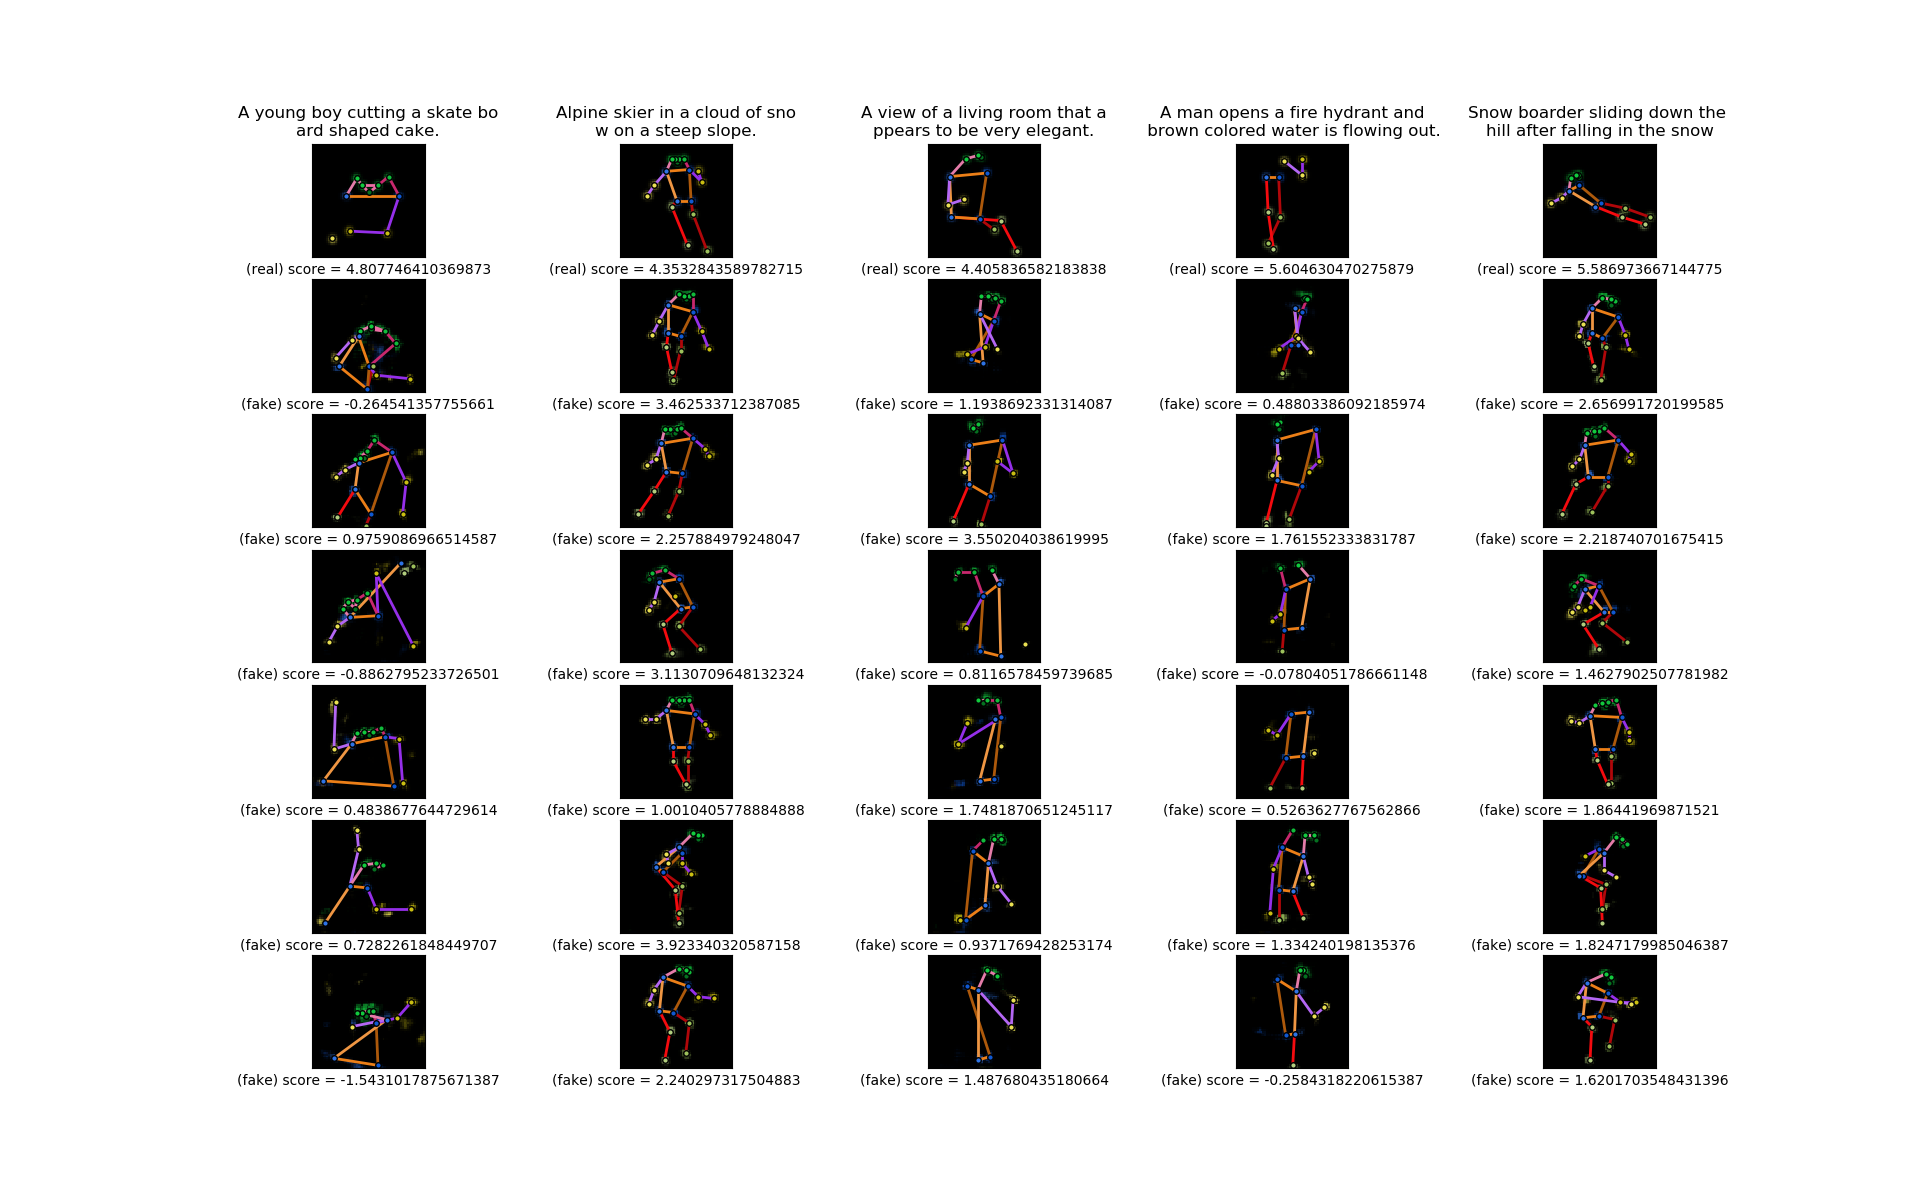 A young boy cutting a skate bo
ard shaped cake.
Alpine skier in a cloud of sno
w on a steep slope.
A view of a living room that a
ppears to be very elegant.
A man opens a fire hydrant and
brown colored water is flowing out.
Snow boarder sliding down the
hill after falling in the snow
(real) score = 4.807746410369873
(real) score = 4.3532843589782715
(real) score = 4.405836582183838
(real) score = 5.604630470275879
(real) score = 5.586973667144775
(fake) score = -0.264541357755661
(fake) score = 3.462533712387085
(fake) score = 1.1938692331314087
(fake) score = 0.48803386092185974
(fake) score = 2.656991720199585
(fake) score = 0.9759086966514587
(fake) score = 2.257884979248047
(fake) score = 3.550204038619995
(fake) score = 1.761552333831787
(fake) score = 2.218740701675415
(fake) score = -0.8862795233726501
(fake) score = 3.1130709648132324
(fake) score = 0.8116578459739685
(fake) score = -0.07804051786661148
(fake) score = 1.4627902507781982
(fake) score = 0.4838677644729614
(fake) score = 1.0010405778884888
(fake) score = 1.7481870651245117
(fake) score = 0.5263627767562866
(fake) score = 1.86441969871521
(fake) score = 0.7282261848449707
(fake) score = 3.923340320587158
(fake) score = 0.9371769428253174
(fake) score = 1.334240198135376
(fake) score = 1.8247179985046387
(fake) score = -1.5431017875671387
(fake) score = 2.240297317504883
(fake) score = 1.487680435180664
(fake) score = -0.2584318220615387
(fake) score = 1.6201703548431396